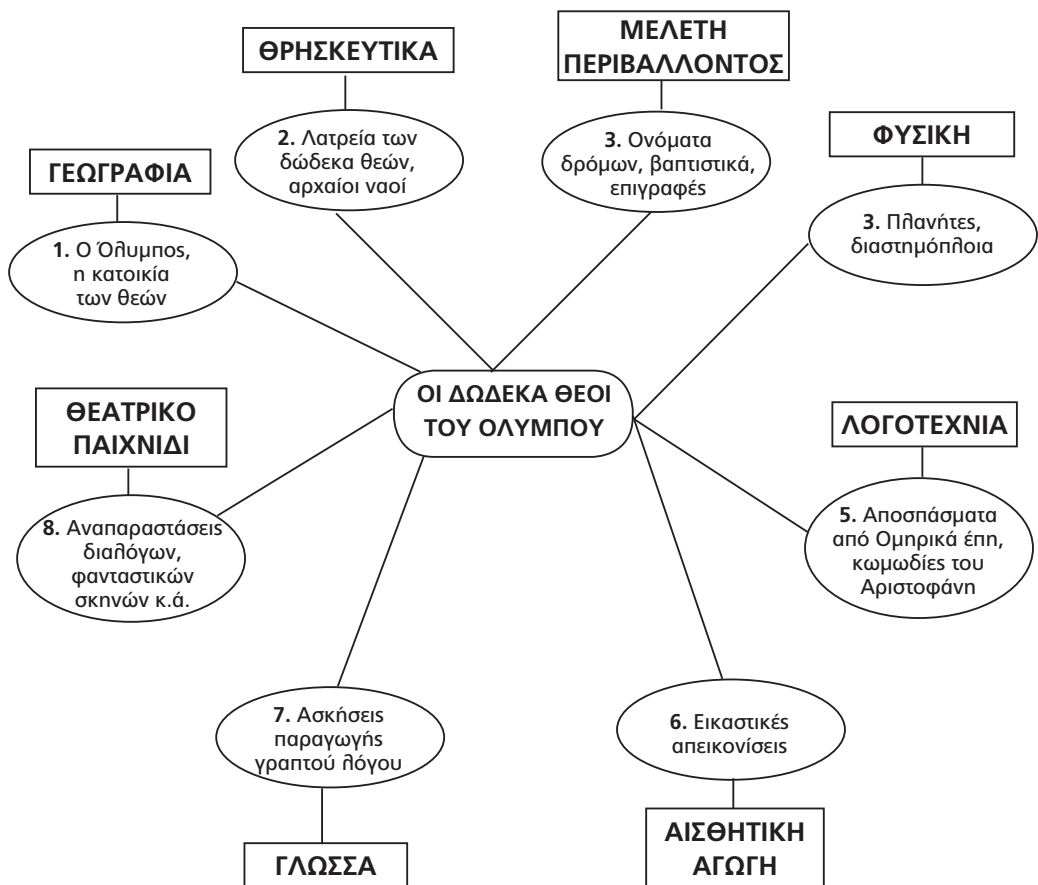 ΘΡΗΣΚΕΥΤΙΚΑ
2. Λατρεία των
δώδεκα θεών,
αρχαίοι ναοί
ΜΕΛΕΤΗ
ΠΕΡΙΒΑΛΛΟΝΤΟΣ
3. Ονόματα
δρόμων, βαπτιστικά,
επιγραφές
ΦΥΣΙΚΗ
3. Πλανήτες,
διαστημόπλοια
ΓΕΩΓΡΑΦΙΑ
1. Ο Όλυμπος,
η κατοικία
των θεών
ΟΙ ΔΩΔΕΚΑ ΘΕΟΙ
ΤΟΥ ΟΛΥΜΠΟΥ
ΘΕΑΤΡΙΚΟ
ΠΑΙΧΝΙΔΙ
8. Αναπαραστάσεις
διαλόγων,
φανταστικών
σκηνών κ.ά.
ΛΟΓΟΤΕΧΝΙΑ
5. Αποσπάσματα
από Ομηρικά έπη,
κωμωδίες του
Αριστοφάνη
7. Ασκήσεις
παραγωγής
γραπτού λόγου
ΓΛΩΣΣΑ
6. Εικαστικές
απεικονίσεις
ΑΙΣΘΗΤΙΚΗ
ΑΓΩΓΗ